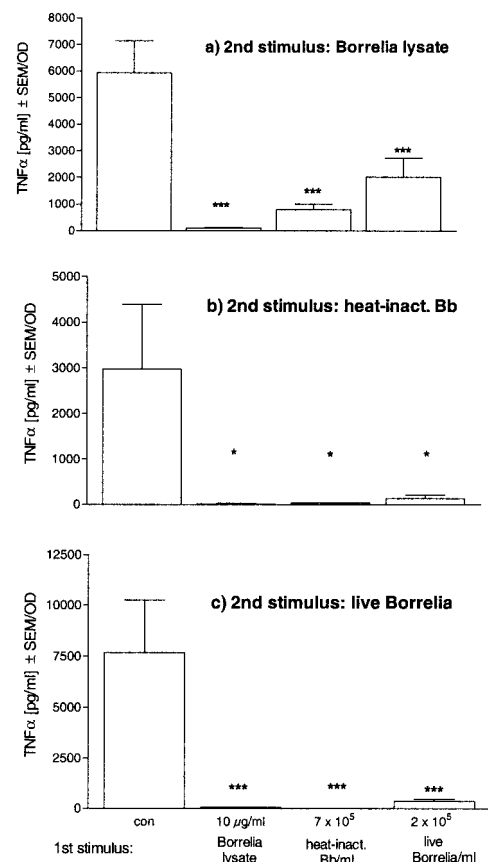 a) 2nd stimulus: Borrelia lysate
TNFα [pg/ml] ± SEM/OD
8000
7000
6000
5000
4000
3000
2000
1000
0
***
***
***
b) 2nd stimulus: heat-inact. Bb
TNFα [pg/ml] ± SEM/OD
5000
4000
3000
2000
1000
0
*
*
*
c) 2nd stimulus: live Borrelia
TNFα [pg/ml] ± SEM/OD
12500
10000
7500
5000
2500
0
***
***
***
con
10 µg/ml
7 x 10⁵
2 x 10⁵
1st stimulus:
Borrelia
lysate
heat-inact.
Bb/ml
live
Borrelia/ml